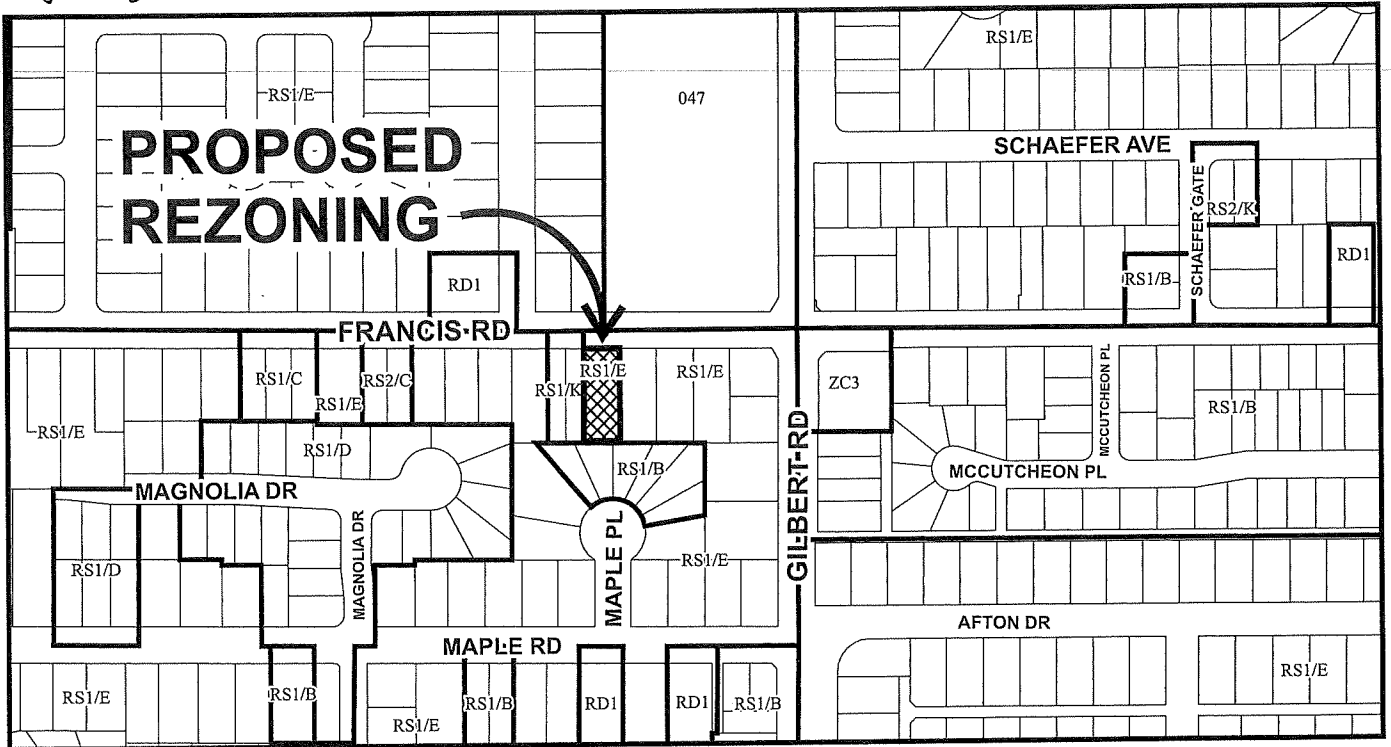 RS1/E
047
RS1/E
PROPOSED
REZONING
SCHAEFER AVE
SCHAEFER GATE
RS2/K
RD1
RS1/B
RD1
FRANCIS RD
RS1/C
RS1/E
RS2/C
RS1/K
RS1/E
RS1/E
ZC3
MCCUTCHEON PL
RS1/B
RS1/E
RS1/D
RS1/B
MCCUTCHEON PL
MAGNOLIA DR
GILBERT RD
RS1/D
MAGNOLIA DR
MAPLE PL
RS1/E
MAPLE RD
AFTON DR
RS1/E
RS1/B
RS1/E
RS1/B
RD1
RD1
RS1/B
RS1/E